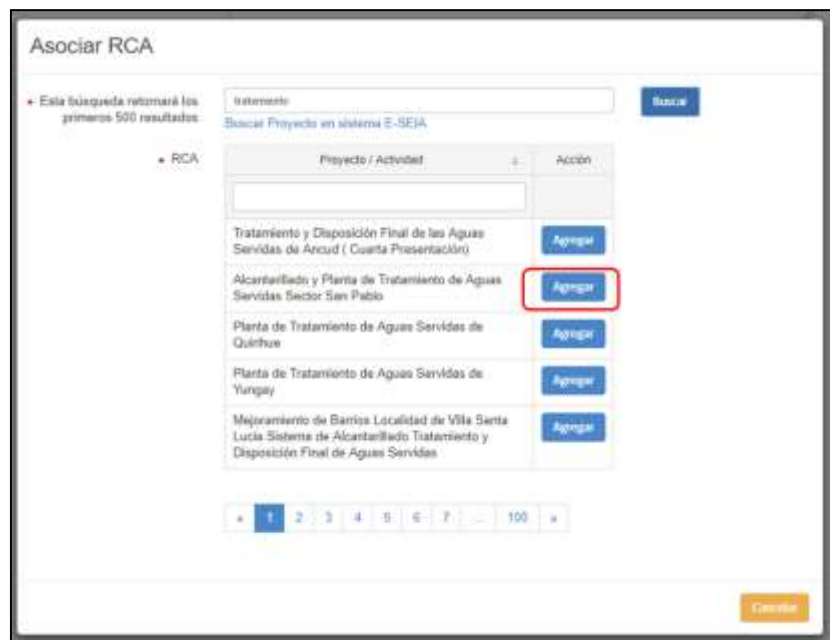 Asociar RCA
Esta búsqueda retornará los
primeros 500 resultados
tratamiento
Buscar
Buscar Proyecto en sistema E-SEIA
RCA
Proyecto / Actividad
Acción
Tratamiento y Disposición Final de las Aguas
Servidas de Ancud ( Cuarta Presentación)
Agregar
Alcantarillado y Planta de Tratamiento de Aguas
Servidas Sector San Pablo
Agregar
Planta de Tratamiento de Aguas Servidas de
Quirihue
Agregar
Planta de Tratamiento de Aguas Servidas de
Yungay
Agregar
Mejoramiento de Barrios Localidad de Villa Santa
Lucia Sistema de Alcantarillado Tratamiento y
Disposición Final de Aguas Servidas
Agregar
« 1 2 3 4 5 6 7 ... 100 »
Cancelar